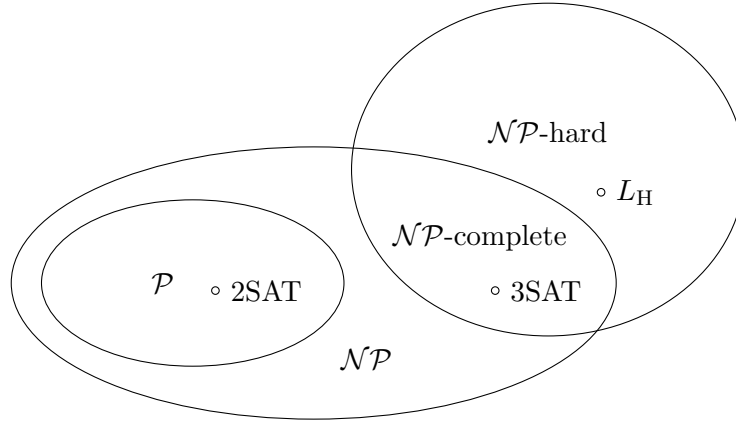 𝒩𝒫-hard
L_H
𝒩𝒫-complete
𝒫
2SAT
3SAT
𝒩𝒫